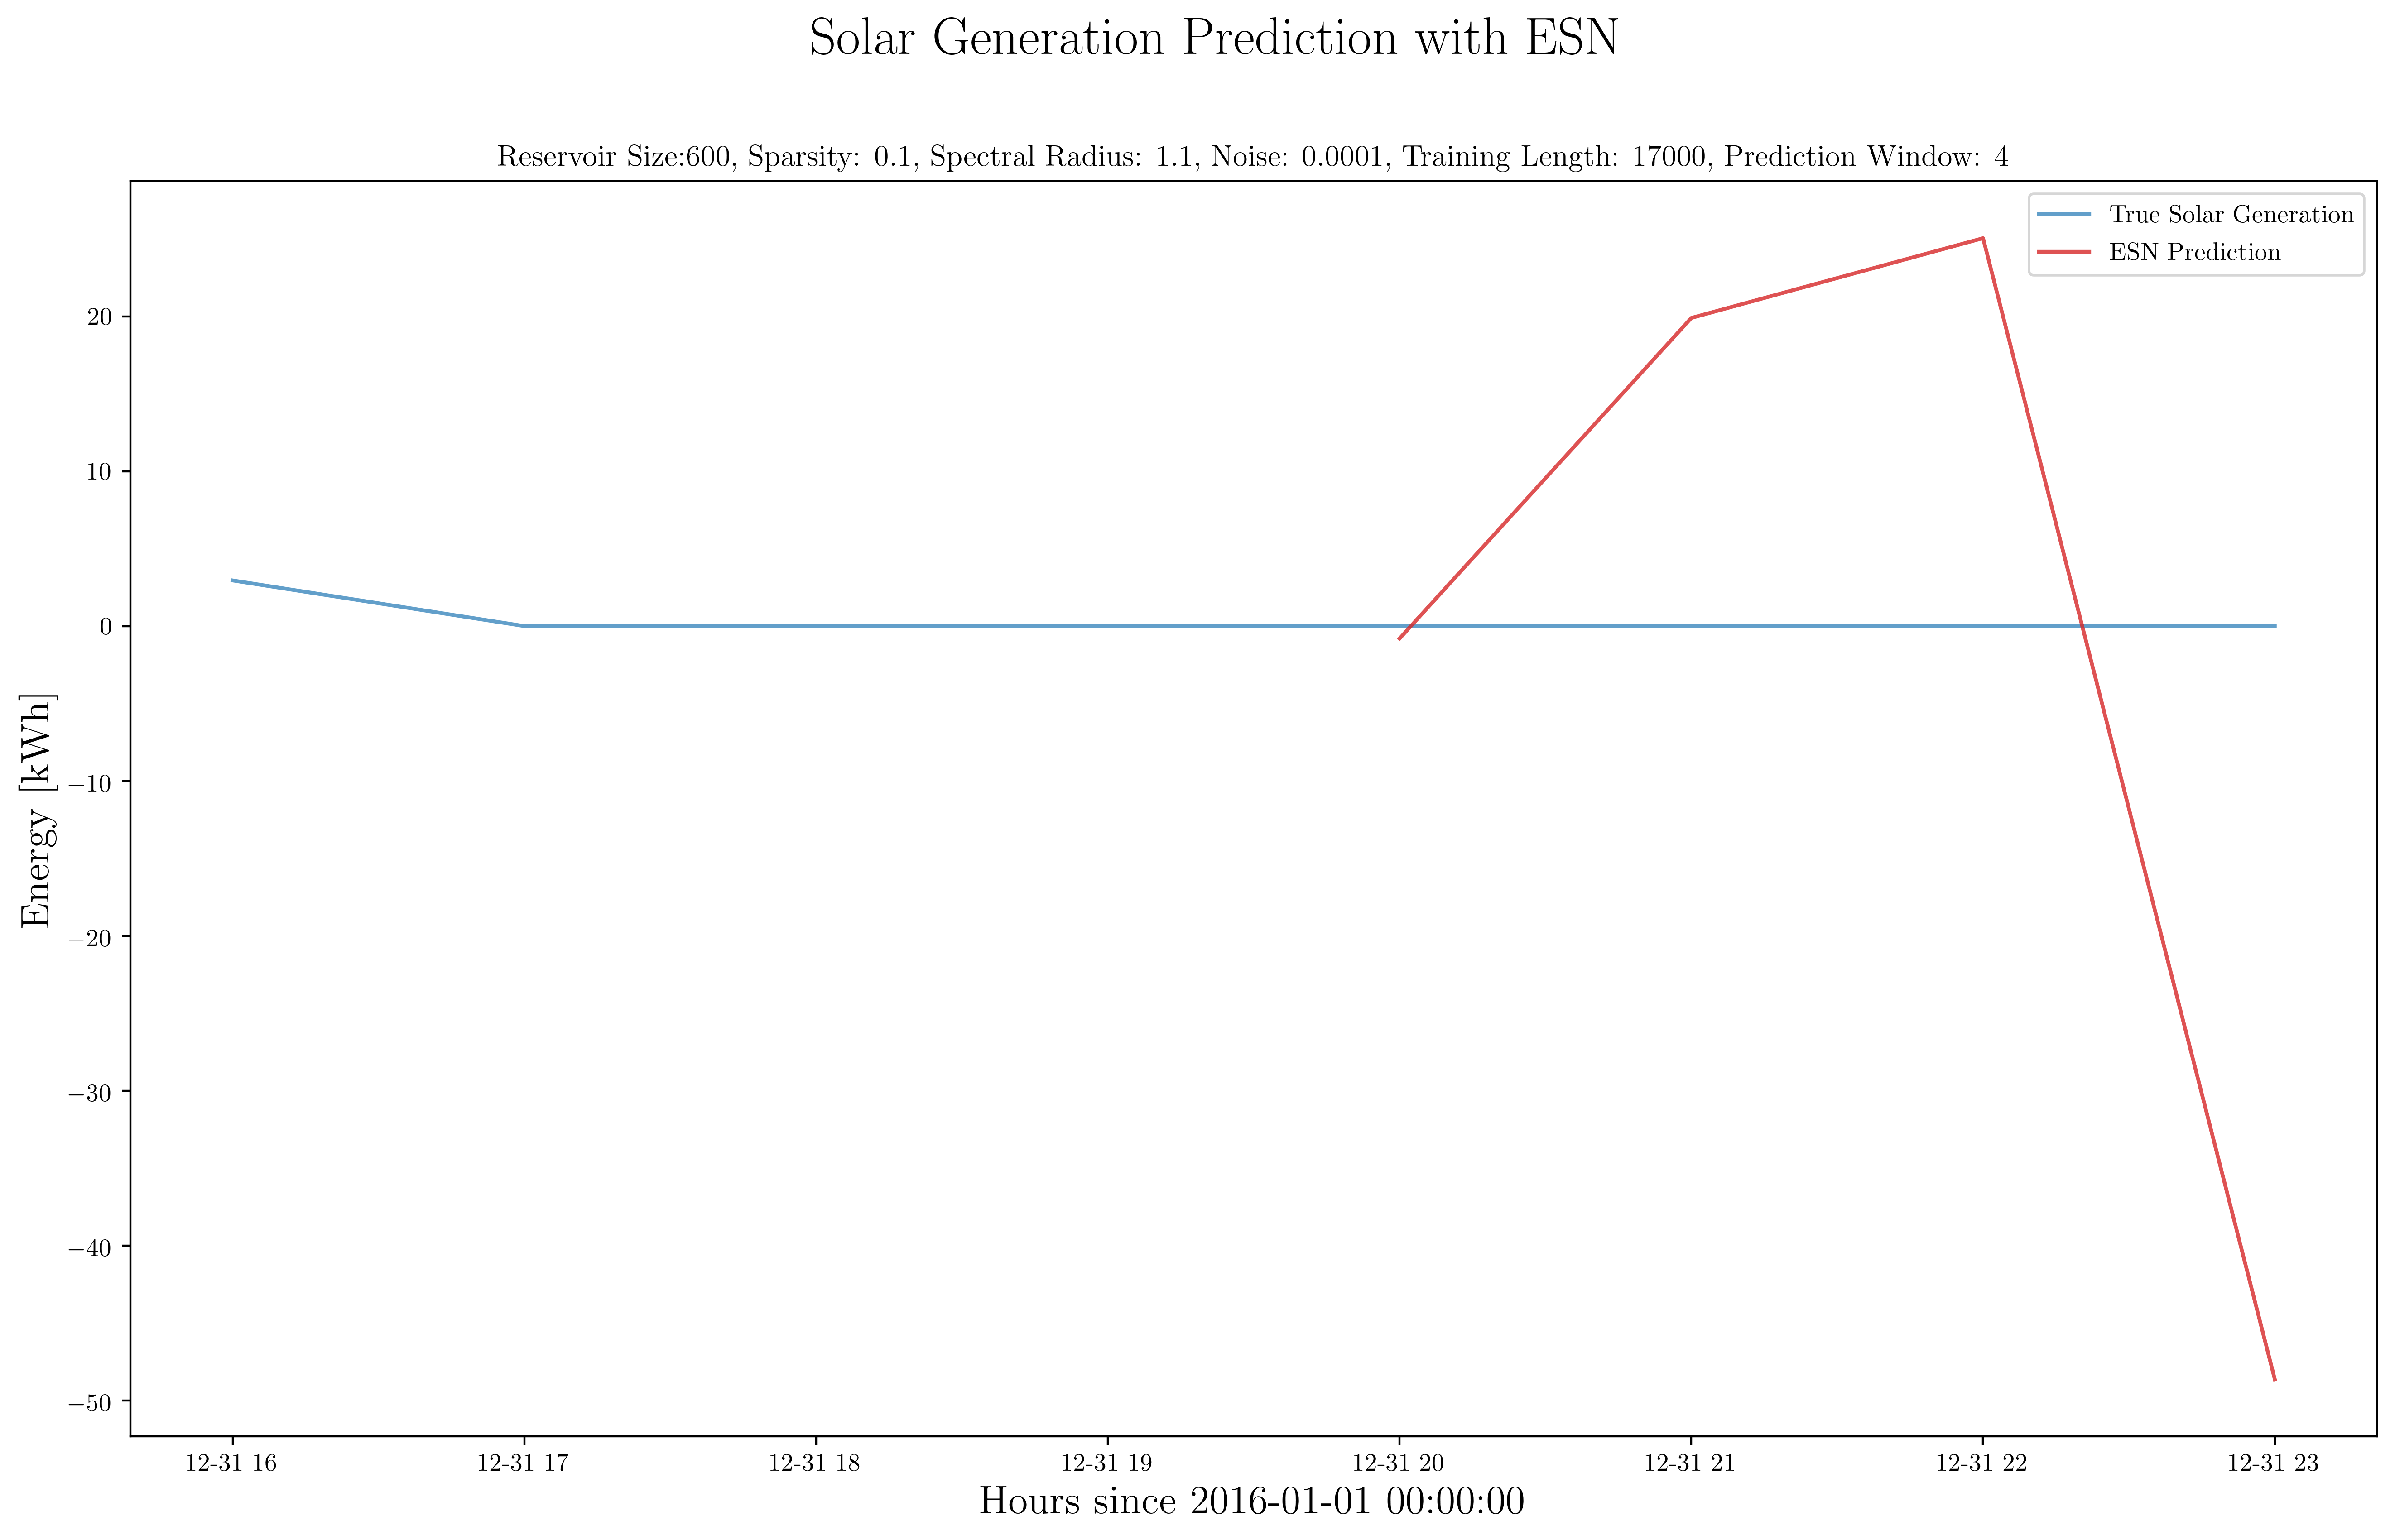 Solar Generation Prediction with ESN
Reservoir Size:600, Sparsity: 0.1, Spectral Radius: 1.1, Noise: 0.0001, Training Length: 17000, Prediction Window: 4
True Solar Generation
ESN Prediction
20
10
0
−10
−20
−30
−40
−50
Energy [kWh]
12-31 16
12-31 17
12-31 18
12-31 19
12-31 20
12-31 21
12-31 22
12-31 23
Hours since 2016-01-01 00:00:00